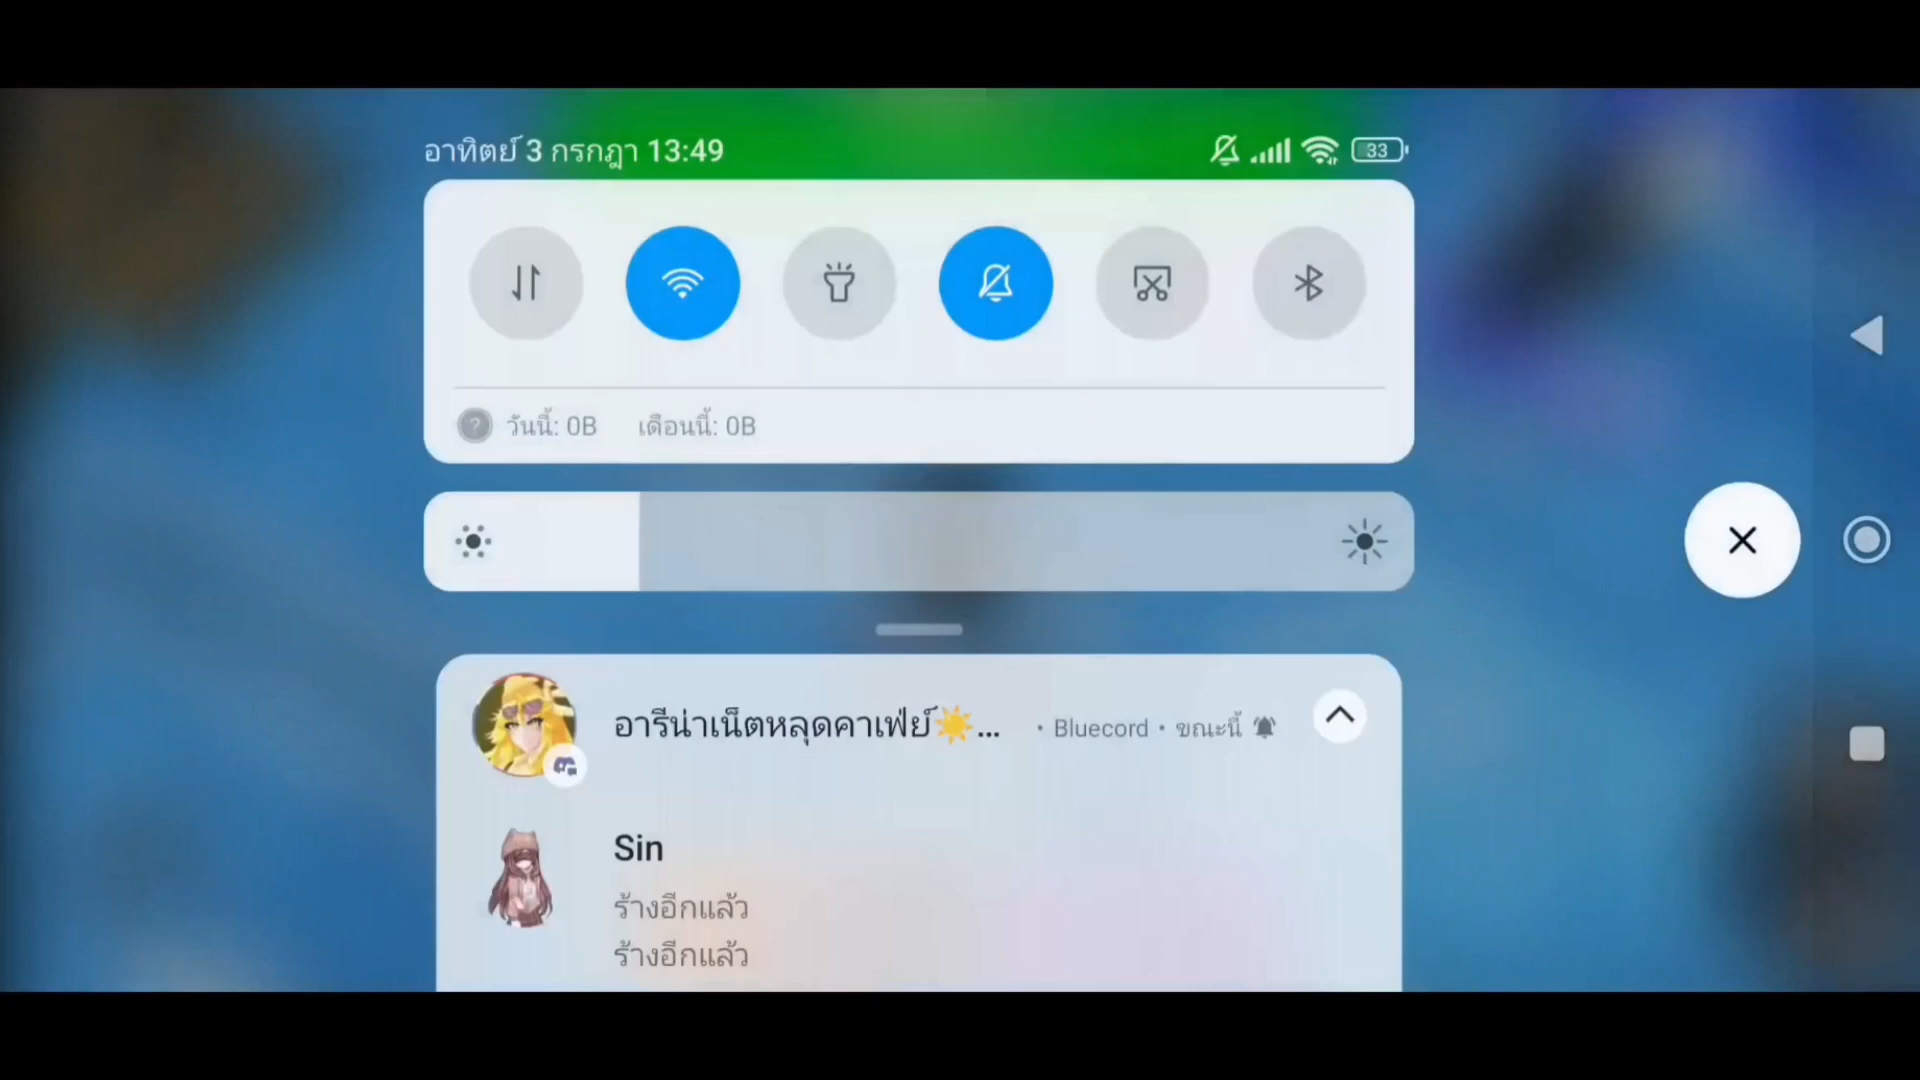 อาทิตย์ 3 กรกฎา 13:49
33
วันนี้: 0B เดือนนี้: 0B
อารีน่าเน็ตหลุดคาเฟ่ย์☀️... • Bluecord • ขณะนี้
Sin
ร้างอีกแล้ว
ร้างอีกแล้ว